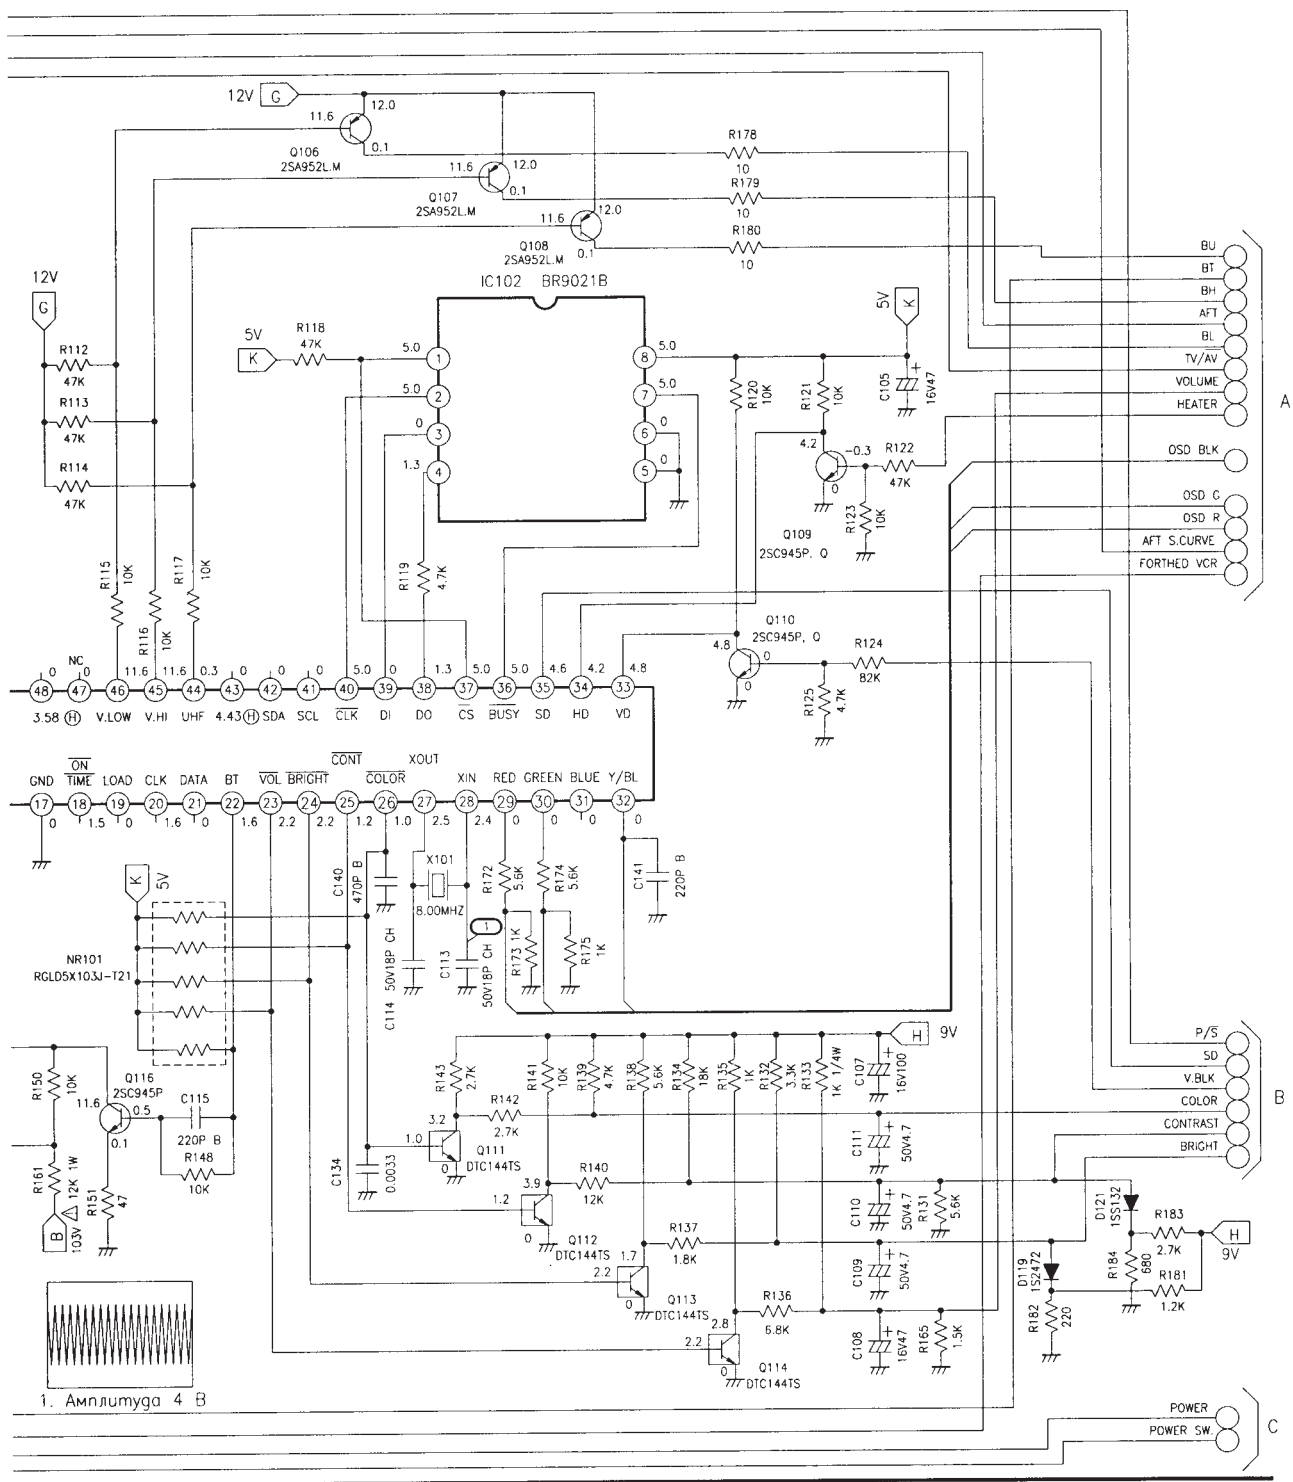 12V G
11.6 12.0
Q106
2SA952L.M
0.1
11.6 12.0
Q107
2SA952L.M
0.1
11.6 12.0
Q108
2SA952L.M
0.1
R178
10
R179
10
R180
10
IC102 BR9021B
12V
G
R112
47K
R113
47K
R114
47K
5V
K
R118
47K
5.0 1
5.0 2
0 3
1.3 4
8 5.0
7 5.0
6 0
5 0
R119
4.7K
R120
10K
R121
10K
5V
K
C105
16V47
4.2
-0.3
0
R122
47K
R123
10K
Q109
2SC945P, Q
Q110
2SC945P, Q
4.8
0
0
R124
82K
R125
4.7K
BU
BT
BH
AFT
BL
TV/AV
VOLUME
HEATER
OSD BLK
OSD G
OSD R
AFT S.CURVE
FORTHED VCR
A
R115
10K
R116
10K
R117
10K
NC
0 0 11.6 11.6 0.3 0 0 0 5.0 0 1.3 5.0 5.0 4.6 4.2 4.8
48 47 46 45 44 43 42 41 40 39 38 37 36 35 34 33
3.58 H V.LOW V.HI UHF 4.43 H SDA SCL CLK DI DO CS BUSY SD HD VD
GND ON TIME LOAD CLK DATA BT VOL BRIGHT CONT COLOR XOUT XIN RED GREEN BLUE Y/BL
17 18 19 20 21 22 23 24 25 26 27 28 29 30 31 32
0 1.5 0 1.6 0 1.6 2.2 2.2 1.2 1.0 2.5 2.4 0 0 0 0
K
5V
NR101
RGLD5X103J-T21
C140
470P B
X101
8.00MHZ
C114 50V18P CH
1
C113
50V18P CH
R172
5.6K
R173 1K
R174
5.6K
R175
1K
C141
220P B
R150
10K
Q116
2SC945P
11.6
0.5
0.1
C115
220P B
R148
10K
R161
12K 1W
R151
47
B
103V
C134
0.0033
H 9V
R143
2.7K
R141
10K
R139
4.7K
R138
5.6K
R134
18K
R135
1K
R132
3.3K
R133
1K 1/4W
C107
16V100
3.2
1.0
0
R142
2.7K
Q111
DTC144TS
C111
50V4.7
3.9
1.2
0
R140
12K
Q112
DTC144TS
C110
50V4.7
R131
5.6K
1.7
2.2
0
R137
1.8K
Q113
DTC144TS
C109
50V4.7
2.8
2.2
0
R136
6.8K
Q114
DTC144TS
C108
16V47
R165
1.5K
P/S
SD
V.BLK
COLOR
CONTRAST
BRIGHT
B
D121
1SS132
R183
2.7K
H
9V
R184
680
D119
1S2472
R181
1.2K
R182
220
1. Амплитуда 4 В
POWER
POWER SW.
C